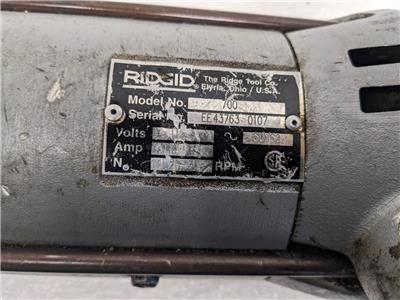 RIDGID The Ridge Tool Co.
Elyria, Ohio / U.S.A.
Model No. 700
Serial No. EE43763 0107
Volts ~
Amp
No RPM